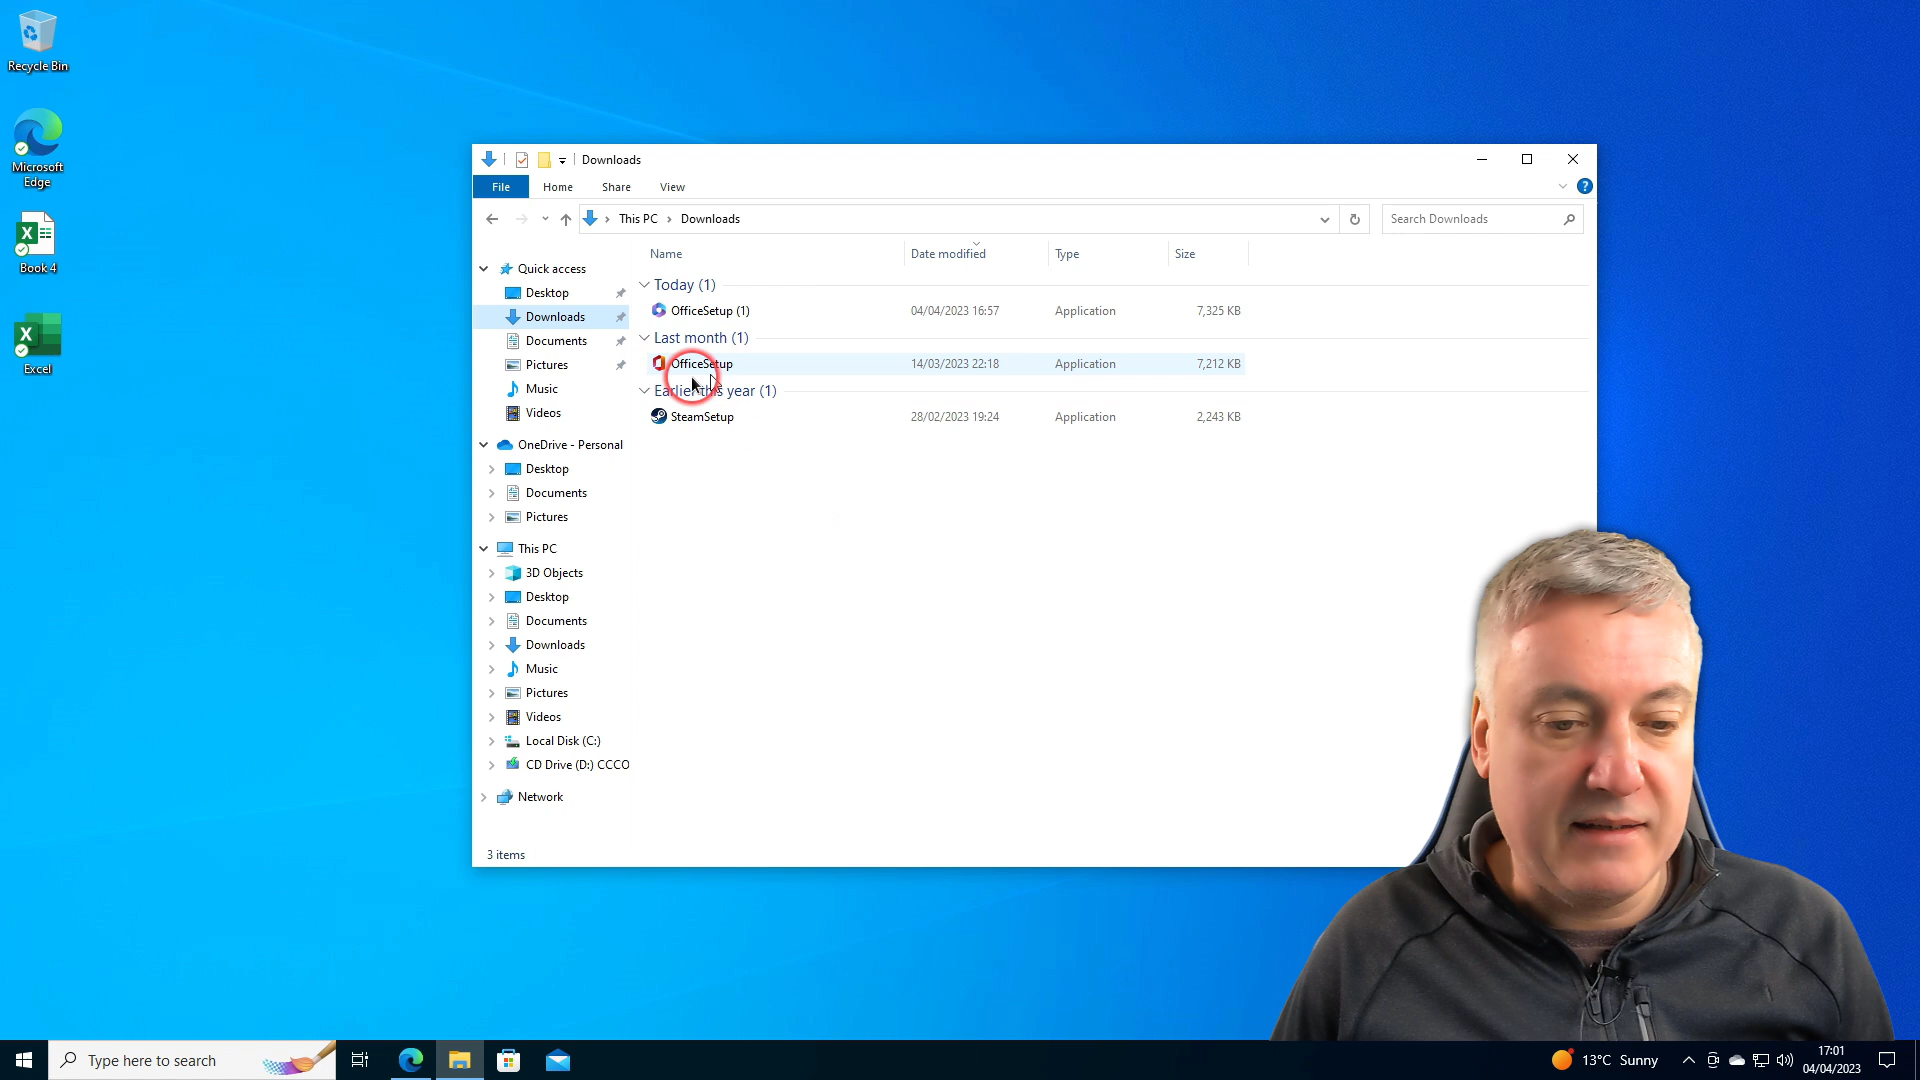 Recycle Bin
Microsoft
Edge
Book 4
Excel
Downloads
File
Home
Share
View
This PC
Downloads
Search Downloads
Name
Date modified
Type
Size
Quick access
Desktop
Downloads
Documents
Pictures
Music
Videos
OneDrive - Personal
Desktop
Documents
Pictures
This PC
3D Objects
Desktop
Documents
Downloads
Music
Pictures
Videos
Local Disk (C:)
CD Drive (D:) CCCO
Network
Today (1)
OfficeSetup (1) 04/04/2023 16:57 Application 7,325 KB
Last month (1)
OfficeSetup 14/03/2023 22:18 Application 7,212 KB
Earlier this year (1)
SteamSetup 28/02/2023 19:24 Application 2,243 KB
3 items
Type here to search
13°C Sunny
17:01
04/04/2023